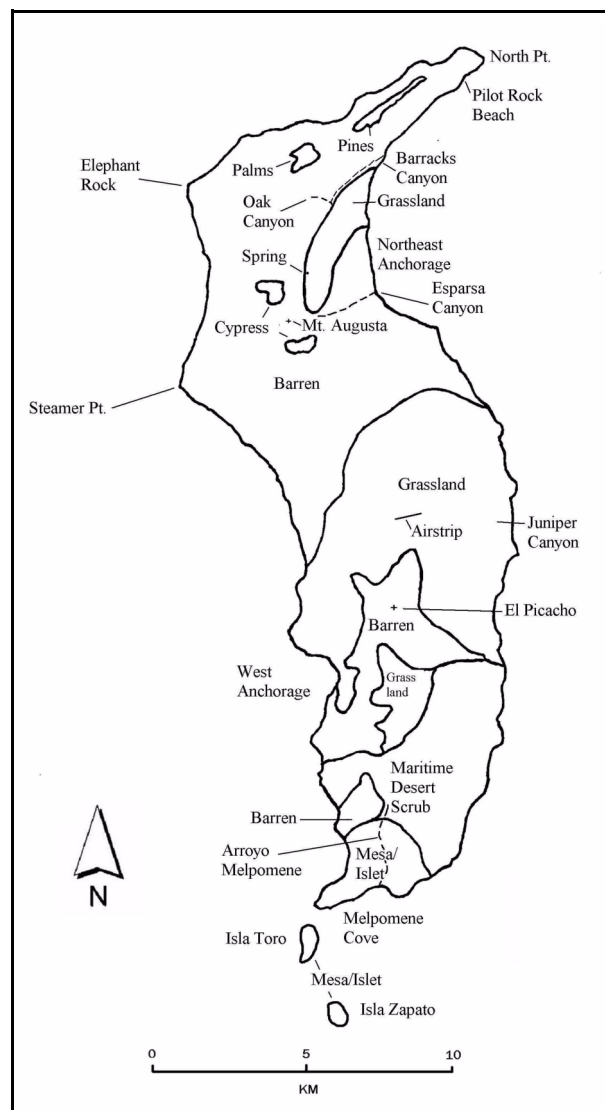 North Pt.
Pilot Rock
Beach
Pines
Palms
Barracks
Canyon
Elephant
Rock
Oak
Canyon
Grassland
Northeast
Anchorage
Spring
Esparsa
Canyon
Cypress
Mt. Augusta
Barren
Steamer Pt.
Grassland
Airstrip
Juniper
Canyon
El Picacho
Barren
West
Anchorage
Grass
land
Maritime
Desert
Scrub
Barren
Arroyo
Melpomene
Mesa/
Islet
Melpomene
Cove
Isla Toro
Mesa/Islet
Isla Zapato
N
0 5 10
KM